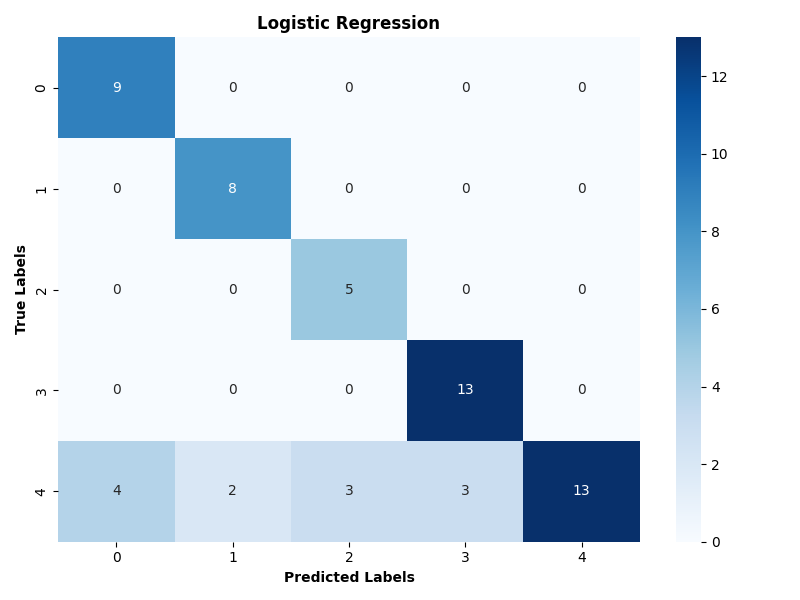 Logistic Regression
True Labels
0 9 0 0 0 0
1 0 8 0 0 0
2 0 0 5 0 0
3 0 0 0 13 0
4 4 2 3 3 13
0 1 2 3 4
Predicted Labels
12
10
8
6
4
2
0